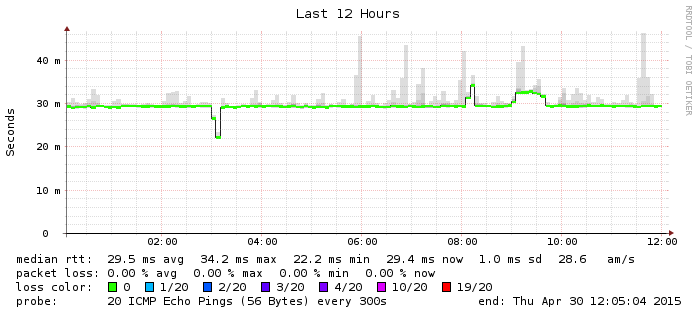 Last 12 Hours
RRDTOOL / TOBI OETIKER
Seconds
40 m
30 m
20 m
10 m
0
02:00 04:00 06:00 08:00 10:00 12:00
median rtt: 29.5 ms avg 34.2 ms max 22.2 ms min 29.4 ms now 1.0 ms sd 28.6 am/s
packet loss: 0.00 % avg 0.00 % max 0.00 % min 0.00 % now
loss color: 0 1/20 2/20 3/20 4/20 10/20 19/20
probe: 20 ICMP Echo Pings (56 Bytes) every 300s end: Thu Apr 30 12:05:04 2015